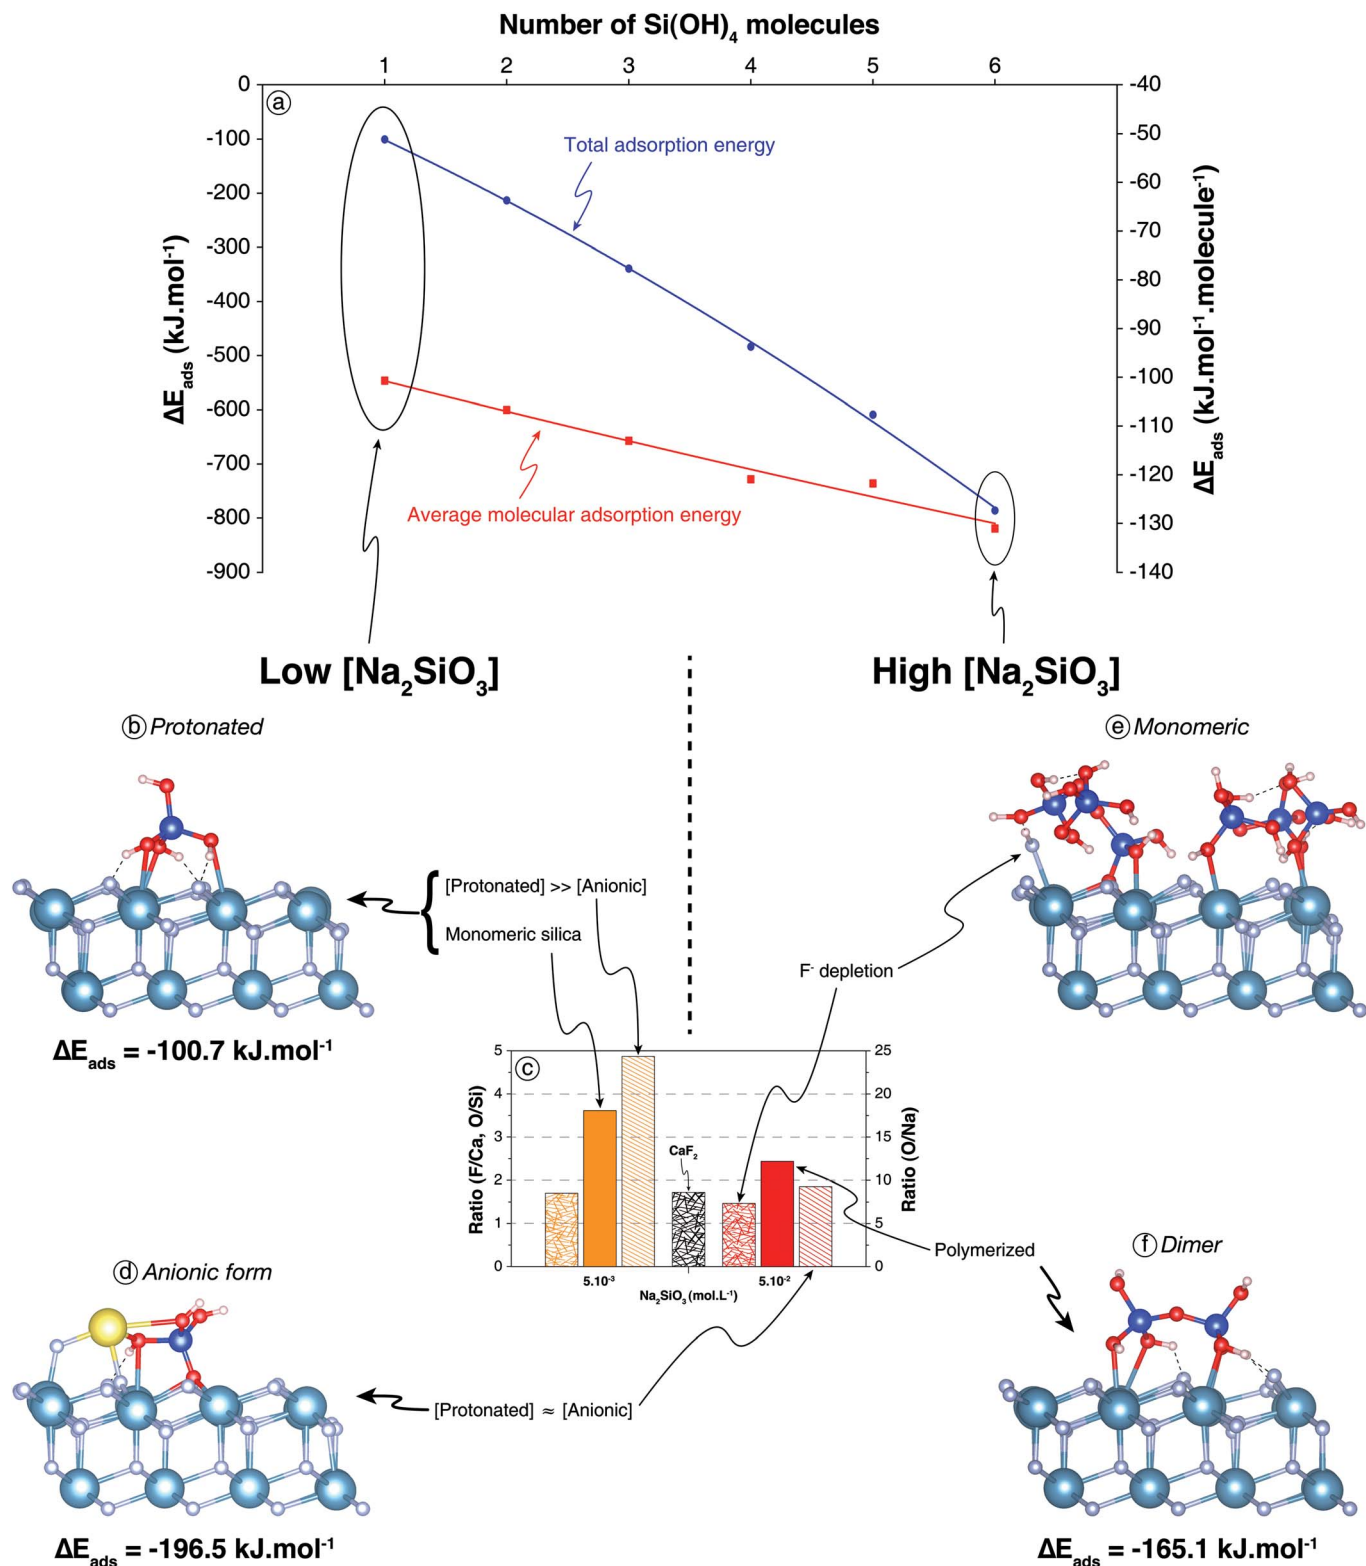 Number of Si(OH)₄ molecules
1 2 3 4 5 6
ⓐ
0
-100
-200
-300
-400
-500
-600
-700
-800
-900
ΔE_ads (kJ.mol⁻¹)
-40
-50
-60
-70
-80
-90
-100
-110
-120
-130
-140
ΔE_ads (kJ.mol⁻¹.molecule⁻¹)
Total adsorption energy
Average molecular adsorption energy
Low [Na₂SiO₃]
High [Na₂SiO₃]
ⓑ Protonated
ΔE_ads = -100.7 kJ.mol⁻¹
[Protonated] >> [Anionic]
Monomeric silica
ⓔ Monomeric
F⁻ depletion
ⓒ
5
4
3
2
1
0
Ratio (F/Ca, O/Si)
25
20
15
10
5
0
Ratio (O/Na)
CaF₂
5.10⁻³
5.10⁻²
Na₂SiO₃ (mol.L⁻¹)
Polymerized
ⓓ Anionic form
[Protonated] ≈ [Anionic]
ΔE_ads = -196.5 kJ.mol⁻¹
ⓕ Dimer
ΔE_ads = -165.1 kJ.mol⁻¹